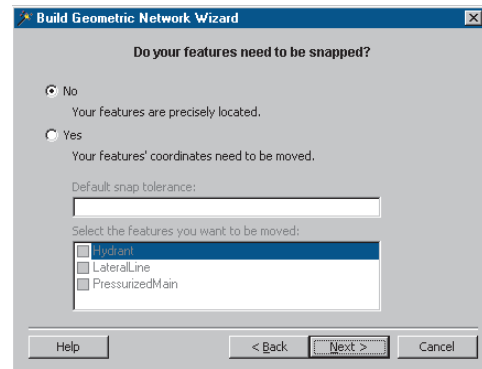 Build Geometric Network Wizard
Do your features need to be snapped?
No
Your features are precisely located.
Yes
Your features' coordinates need to be moved.
Default snap tolerance:
Select the features you want to be moved:
Hydrant
LateralLine
PressurizedMain
Help
< Back
Next >
Cancel